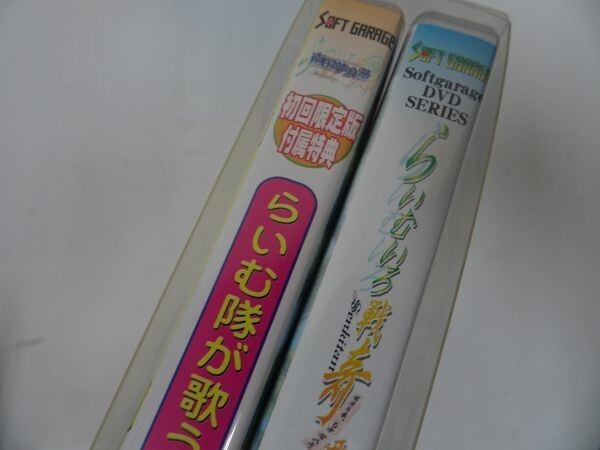 SOFT GARAGE
初回限定版
付属特典
らいむ隊が歌う
SOFT GARAGE
Softgarage
DVD
SERIES
らいむいろ戦奇
Senkitan